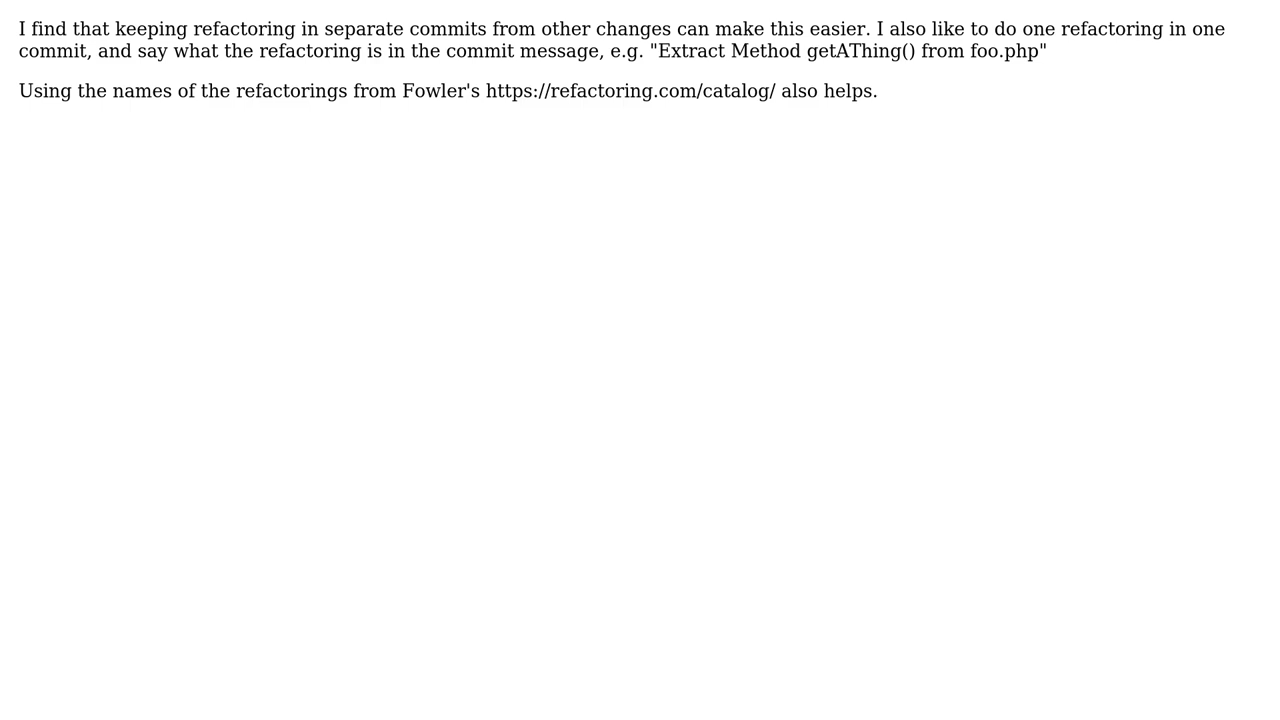 I find that keeping refactoring in separate commits from other changes can make this easier. I also like to do one refactoring in one
commit, and say what the refactoring is in the commit message, e.g. "Extract Method getAThing() from foo.php"
Using the names of the refactorings from Fowler's https://refactoring.com/catalog/ also helps.